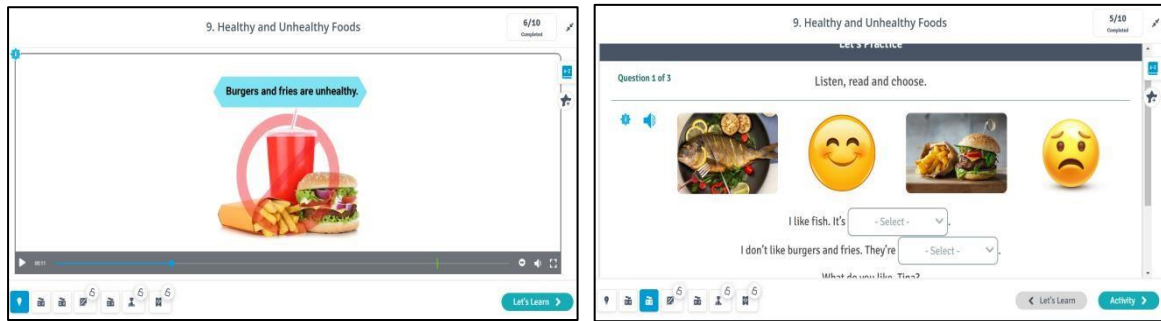 9. Healthy and Unhealthy Foods
6/10
Completed
Burgers and fries are unhealthy.
00:11
Let's Learn
9. Healthy and Unhealthy Foods
5/10
Completed
Let's Practice
Question 1 of 3
Listen, read and choose.
I like fish. It's - Select - .
I don't like burgers and fries. They're - Select - .
What do you like, Tina?
Let's Learn
Activity